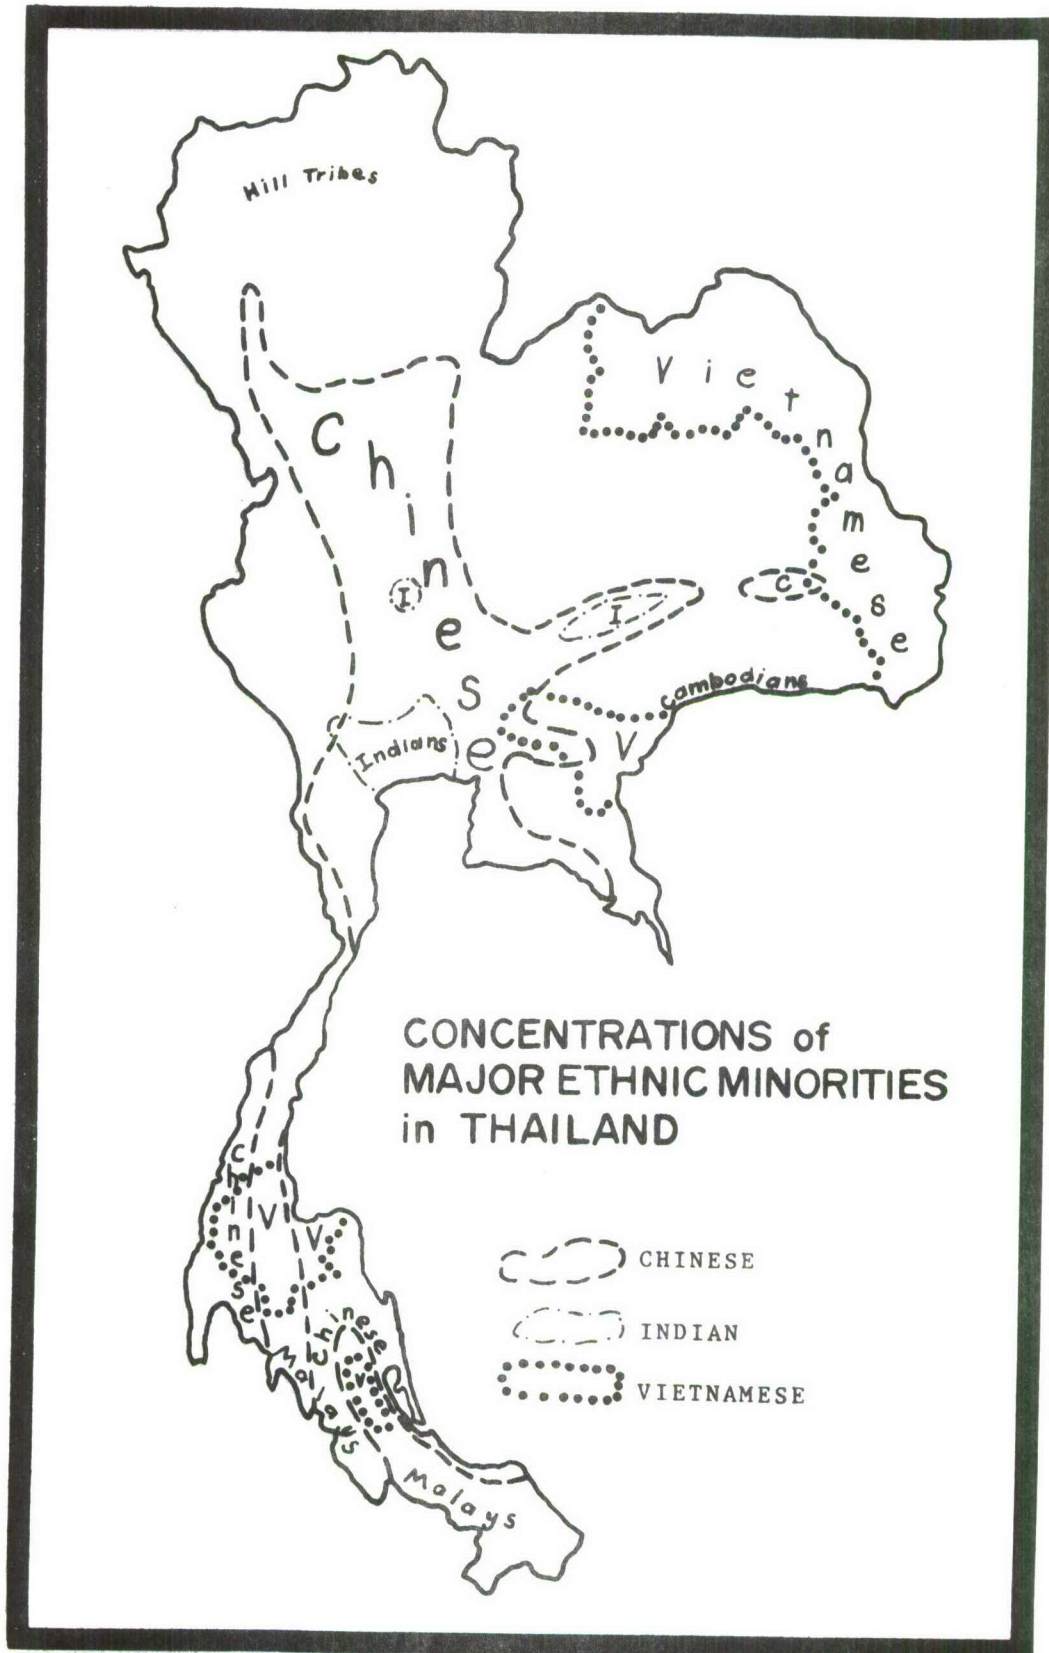 Hill Tribes
Chinese
Vietnamese
I
I
C
Cambodians
V
Indians
CONCENTRATIONS of
MAJOR ETHNIC MINORITIES
in THAILAND
Chinese
V
V
CHINESE
INDIAN
Chinese
V
Malays
VIETNAMESE
Malays